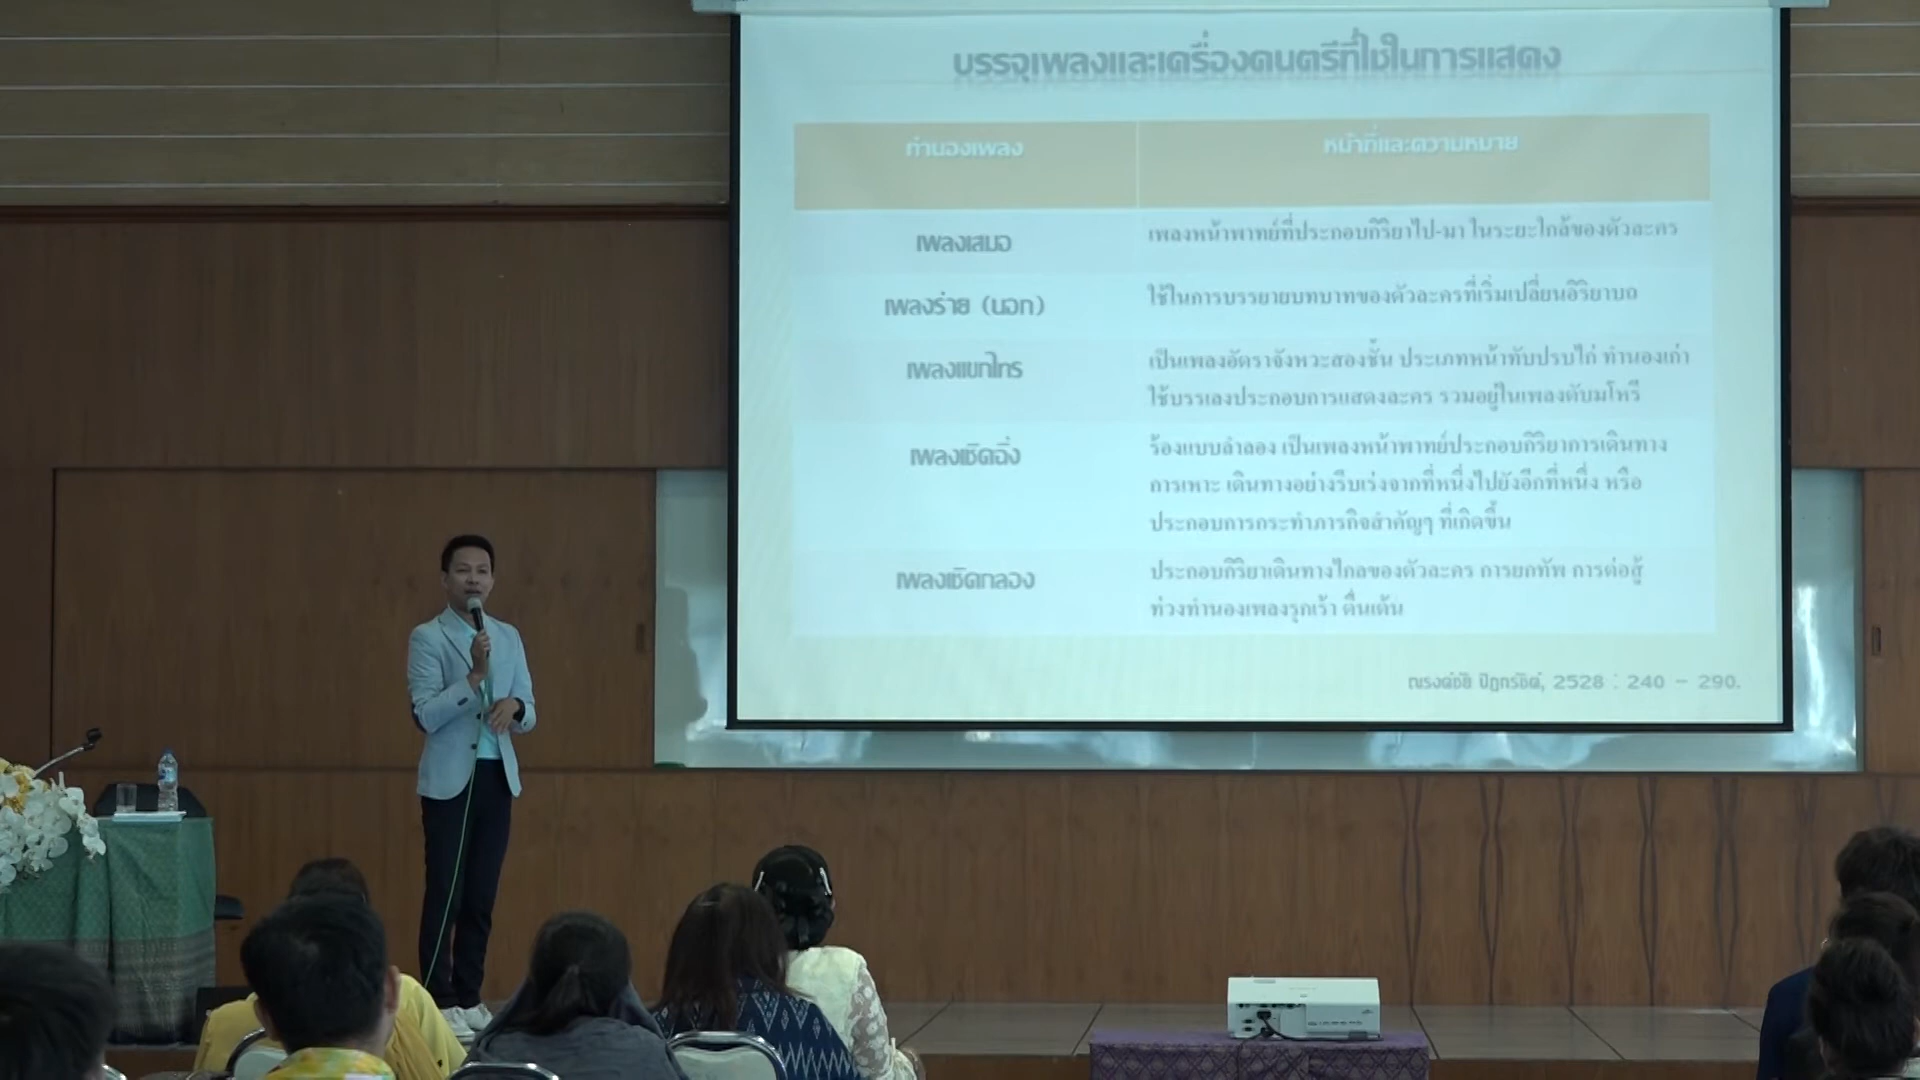 บรรจุเพลงและเครื่องดนตรีที่ใช้ในการแสดง
ทำนองเพลง
หน้าที่และความหมาย
เพลงเสมอ
เพลงหน้าพาทย์ที่ประกอบกิริยาไป-มา ในระยะใกล้ของตัวละคร
เพลงร่าย (นอก)
ใช้ในการบรรยายบทบาทของตัวละครที่เริ่มเปลี่ยนอิริยาบถ
เพลงแขกไทร
เป็นเพลงอัตราจังหวะสองชั้น ประเภทหน้าทับปรบไก่ ทำนองเก่า
ใช้บรรเลงประกอบการแสดงละคร รวมอยู่ในเพลงตับมโหรี
เพลงเชิดฉิ่ง
ร้องแบบลำลอง เป็นเพลงหน้าพาทย์ประกอบกิริยาการเดินทาง
การเหาะ เดินทางอย่างรีบเร่งจากที่หนึ่งไปยังอีกที่หนึ่ง หรือ
ประกอบการกระทำภารกิจสำคัญๆ ที่เกิดขึ้น
เพลงเชิดกลอง
ประกอบกิริยาเดินทางไกลของตัวละคร การยกทัพ การต่อสู้
ท่วงทำนองเพลงรุกเร้า ตื่นเต้น
ณรงค์ชัย ปิฎกรัชต์, 2528 : 240 – 290.